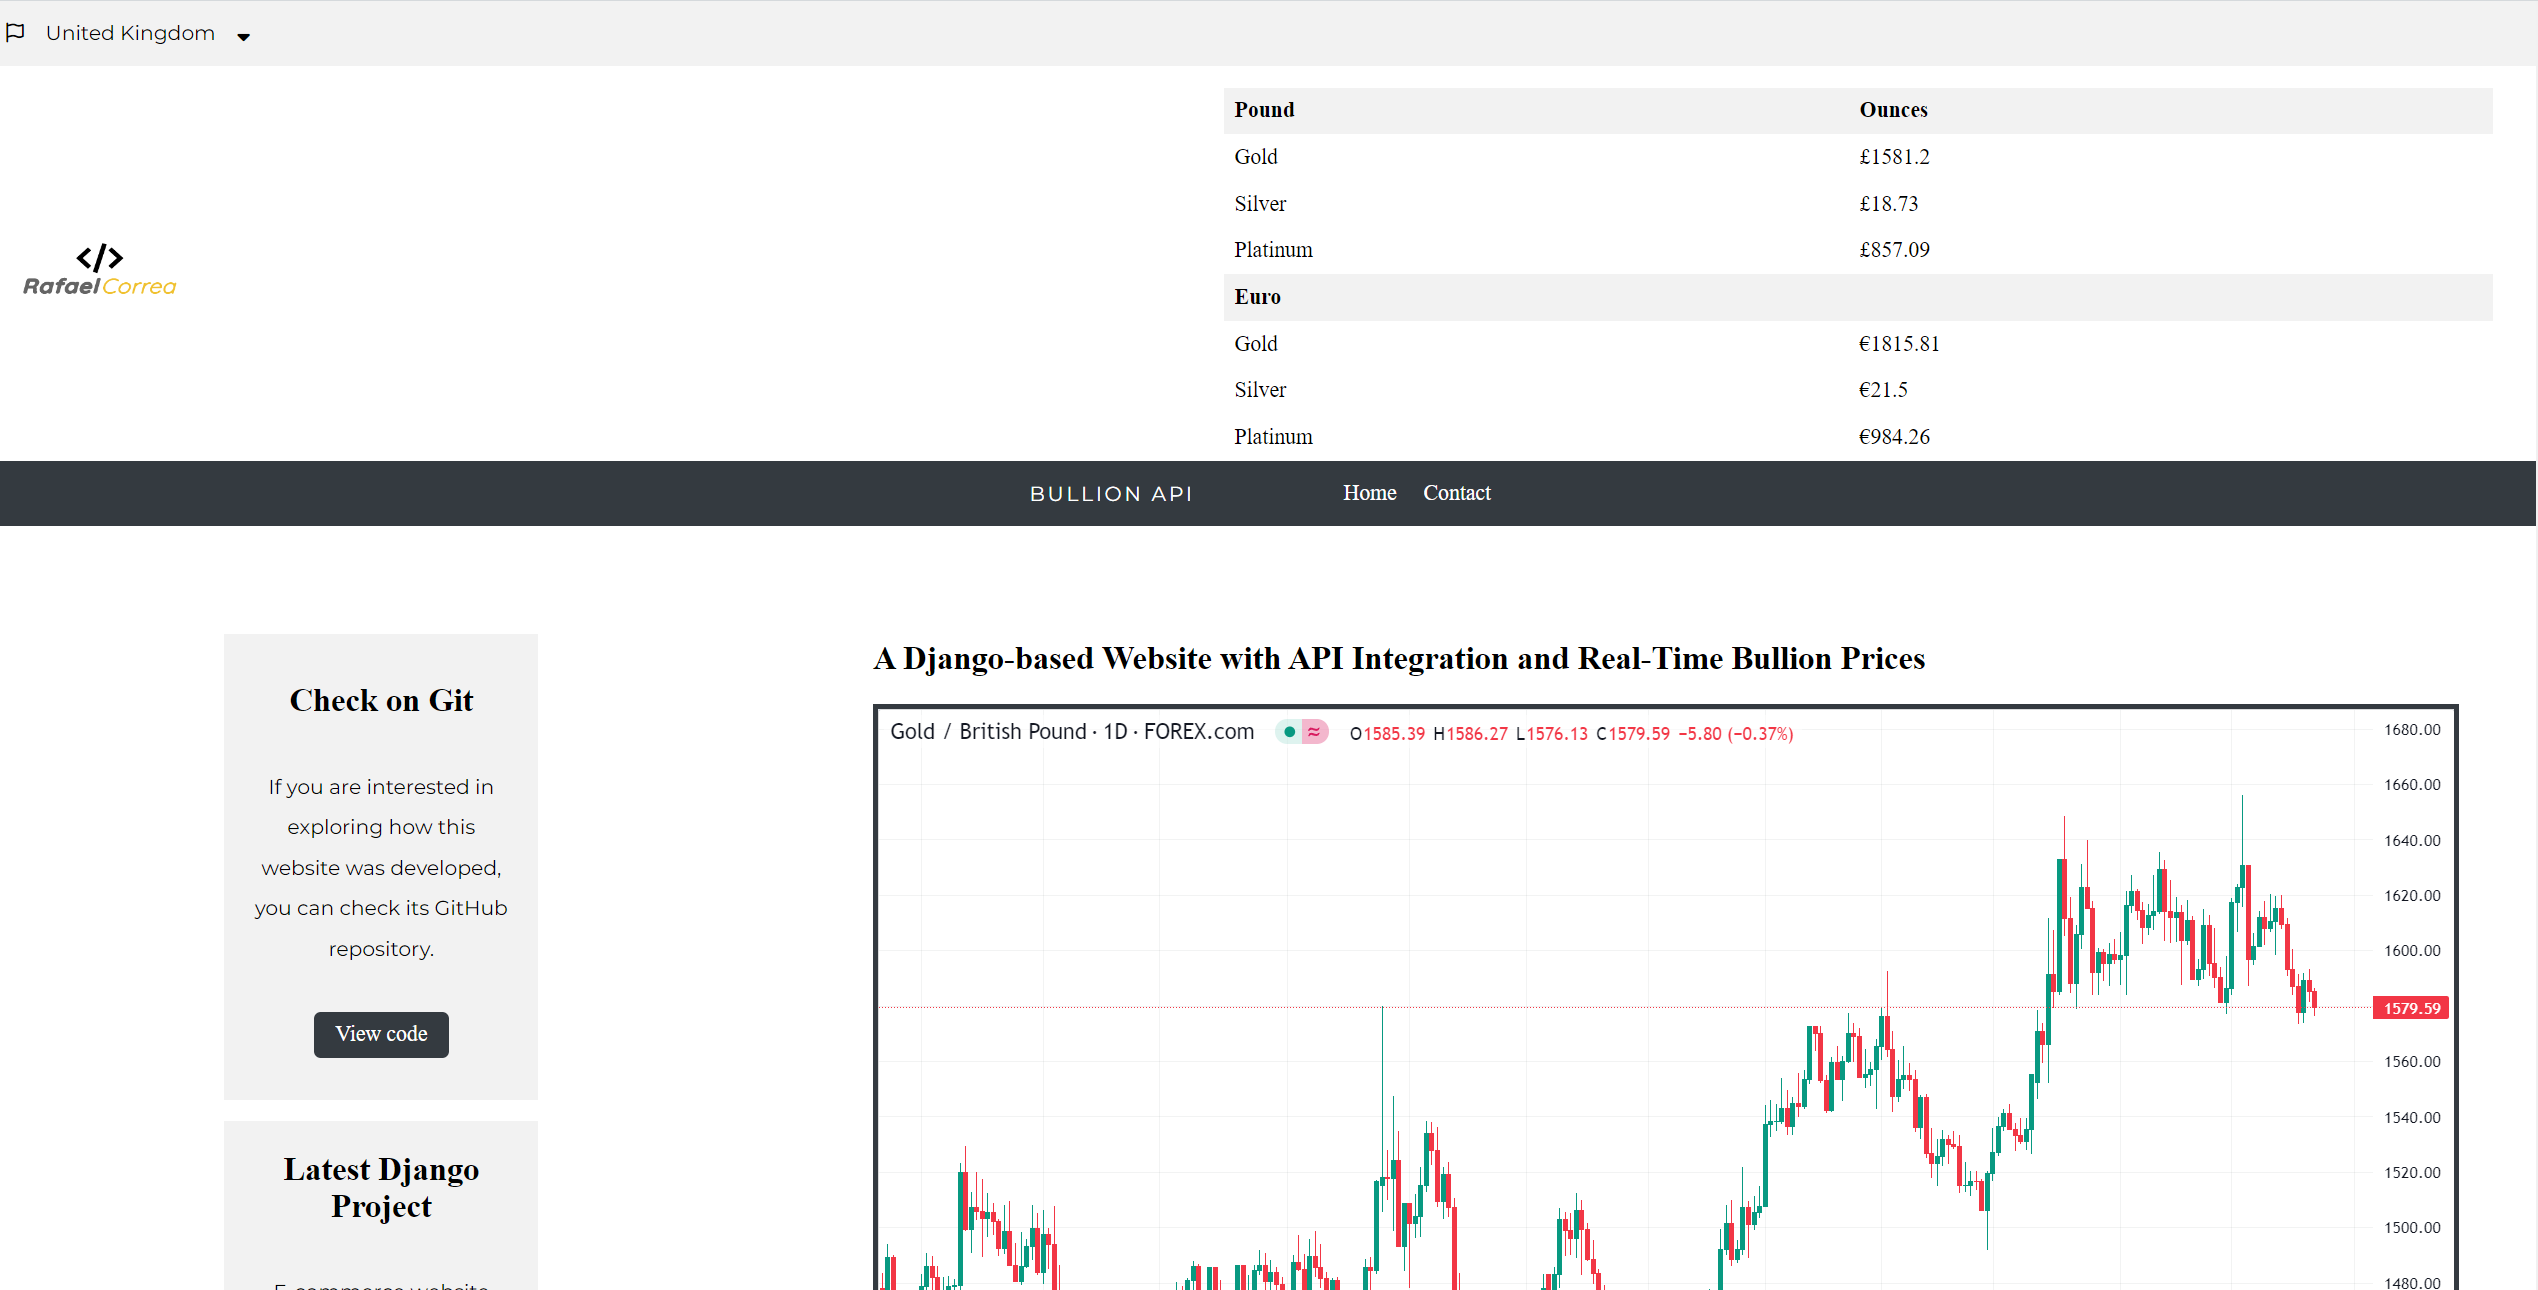 United Kingdom
Pound Ounces
Gold £1581.2
Silver £18.73
Platinum £857.09
Euro
Gold €1815.81
Silver €21.5
Platinum €984.26
</>
Rafael Correa
BULLION API Home Contact
Check on Git
If you are interested in
exploring how this
website was developed,
you can check its GitHub
repository.
View code
Latest Django
Project
E-commerce website
A Django-based Website with API Integration and Real-Time Bullion Prices
Gold / British Pound · 1D · FOREX.com ≈ O1585.39 H1586.27 L1576.13 C1579.59 −5.80 (−0.37%)
1680.00
1660.00
1640.00
1620.00
1600.00
1579.59
1560.00
1540.00
1520.00
1500.00
1480.00